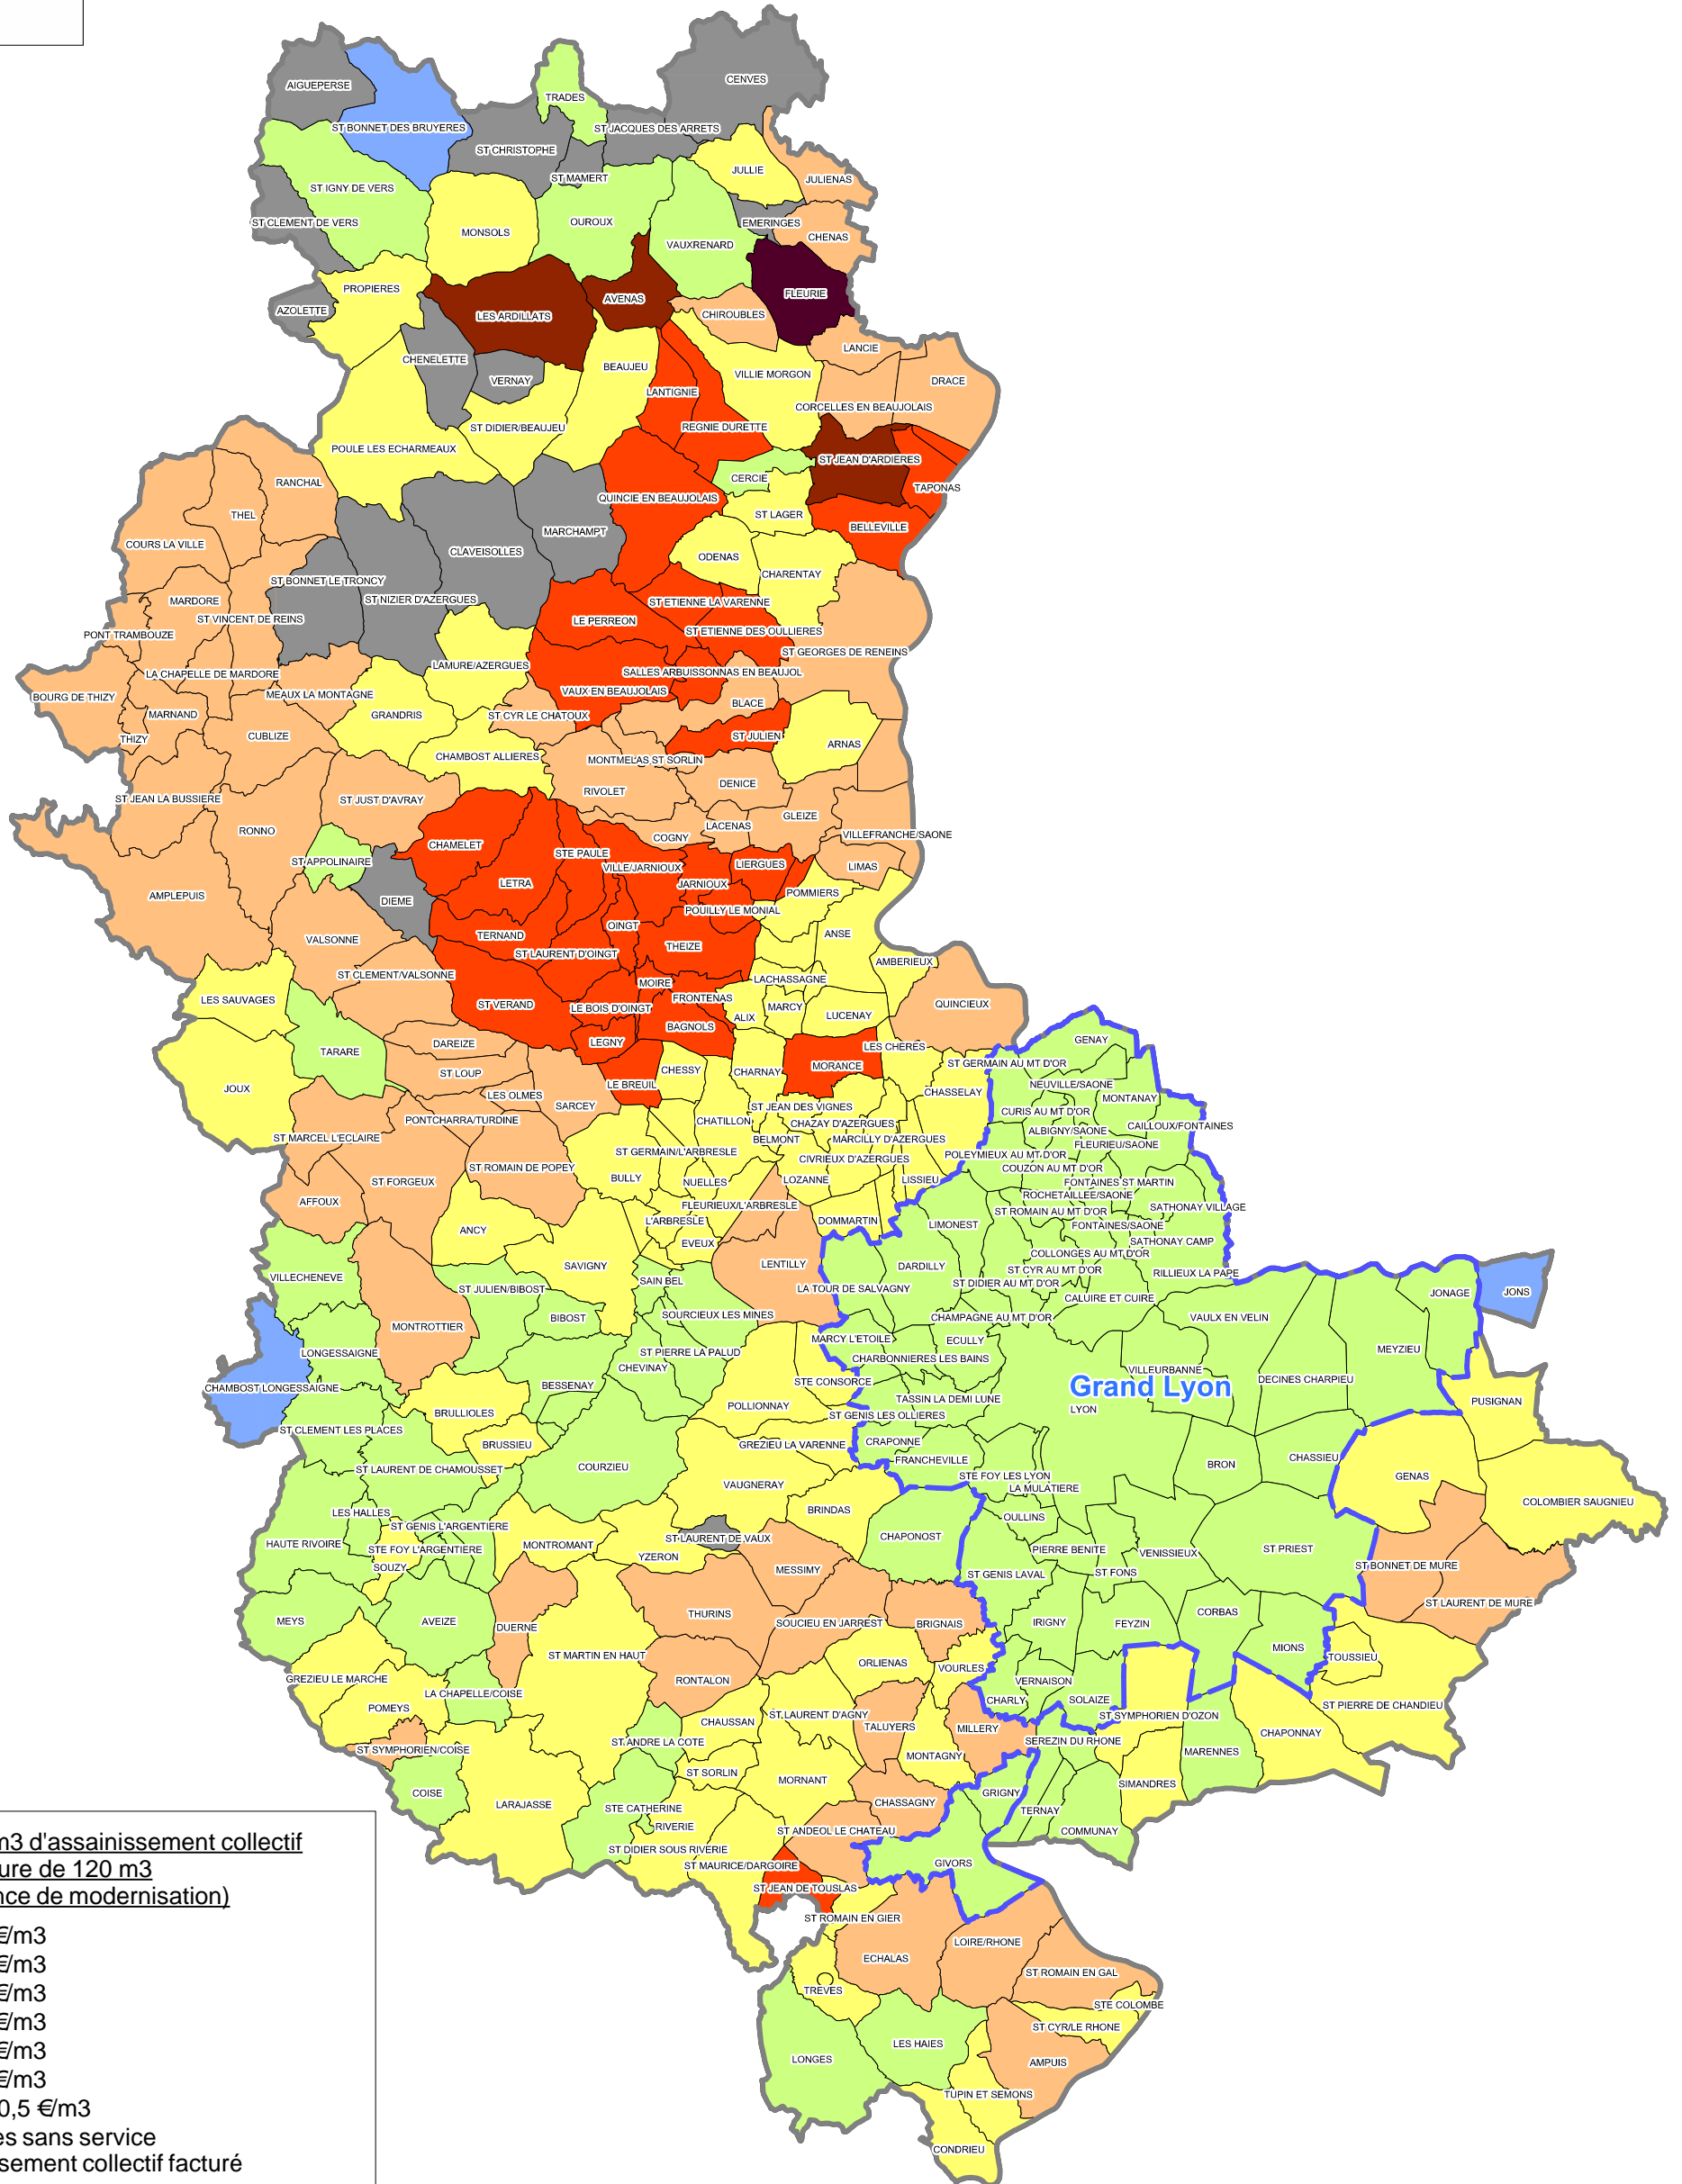 CENVES
AIGUEPERSE
TRADES
ST BONNET DES BRUYERES
ST JACQUES DES ARRETS
ST CHRISTOPHE
JULLIE
ST MAMERT
JULIENAS
ST IGNY DE VERS
OUROUX
ST CLEMENT DE VERS
EMERINGES
MONSOLS
CHENAS
VAUXRENARD
PROPIERES
FLEURIE
AVENAS
AZOLETTE
LES ARDILLATS
CHIROUBLES
LANCIE
CHENELETTE
BEAUJEU
VILLIE MORGON
VERNAY
DRACE
LANTIGNIE
CORCELLES EN BEAUJOLAIS
ST DIDIER/BEAUJEU
REGNIE DURETTE
POULE LES ECHARMEAUX
ST JEAN D'ARDIERES
CERCIE
RANCHAL
TAPONAS
QUINCIE EN BEAUJOLAIS
THEL
ST LAGER
BELLEVILLE
MARCHAMPT
COURS LA VILLE
CLAVEISOLLES
ODENAS
CHARENTAY
ST BONNET LE TRONCY
MARDORE
ST NIZIER D'AZERGUES
ST ETIENNE LA VARENNE
ST VINCENT DE REINS
LE PERREON
ST ETIENNE DES OULLIERES
PONT TRAMBOUZE
ST GEORGES DE RENEINS
LAMURE/AZERGUES
LA CHAPELLE DE MARDORE
SALLES ARBUISSONNAS EN BEAUJOL
BOURG DE THIZY
MEAUX LA MONTAGNE
VAUX EN BEAUJOLAIS
BLACE
MARNAND
GRANDRIS
ST CYR LE CHATOUX
THIZY
CUBLIZE
ST JULIEN
ARNAS
CHAMBOST ALLIERES
MONTMELAS ST SORLIN
DENICE
RIVOLET
ST JEAN LA BUSSIERE
ST JUST D'AVRAY
GLEIZE
LACENAS
RONNO
COGNY
VILLEFRANCHE/SAONE
CHAMELET
STE PAULE
ST APPOLINAIRE
VILLE/JARNIOUX
LIERGUES
LIMAS
LETRA
JARNIOUX
AMPLEPUIS
DIEME
POMMIERS
POUILLY LE MONIAL
OINGT
TERNAND
ANSE
VALSONNE
THEIZE
ST LAURENT D'OINGT
AMBERIEUX
ST CLEMENT/VALSONNE
LACHASSAGNE
MOIRE
LES SAUVAGES
FRONTENAS
ST VERAND
LE BOIS D'OINGT
MARCY
QUINCIEUX
ALIX
LUCENAY
BAGNOLS
GENAY
DAREIZE
LEGNY
LES CHERES
TARARE
ST GERMAIN AU MT D'OR
MORANCE
CHESSY
CHARNAY
ST LOUP
LE BREUIL
NEUVILLE/SAONE
JOUX
CHASSELAY
LES OLMES
MONTANAY
SARCEY
ST JEAN DES VIGNES
CURIS AU MT D'OR
PONTCHARRA/TURDINE
CHATILLON
CHAZAY D'AZERGUES
CAILLOUX/FONTAINES
ALBIGNY/SAONE
ST MARCEL L'ECLAIRE
BELMONT
MARCILLY D'AZERGUES
FLEURIEU/SAONE
ST GERMAIN/L'ARBRESLE
POLEYMIEUX AU MT D'OR
CIVRIEUX D'AZERGUES
ST ROMAIN DE POPEY
COUZON AU MT D'OR
BULLY
NUELLES
LOZANNE
LISSIEU
ST FORGEUX
FONTAINES ST MARTIN
ROCHETAILLEE/SAONE
AFFOUX
FLEURIEUX/L'ARBRESLE
SATHONAY VILLAGE
ST ROMAIN AU MT D'OR
L'ARBRESLE
DOMMARTIN
LIMONEST
FONTAINES/SAONE
ANCY
EVEUX
SATHONAY CAMP
COLLONGES AU MT D'OR
SAVIGNY
LENTILLY
DARDILLY
ST CYR AU MT D'OR
RILLIEUX LA PAPE
VILLECHENEVE
SAIN BEL
ST DIDIER AU MT D'OR
ST JULIEN/BIBOST
LA TOUR DE SALVAGNY
JONAGE
JONS
CALUIRE ET CUIRE
SOURCIEUX LES MINES
BIBOST
CHAMPAGNE AU MT D'OR
VAULX EN VELIN
MONTROTTIER
MARCY L'ETOILE
ECULLY
MEYZIEU
LONGESSAIGNE
ST PIERRE LA PALUD
CHARBONNIERES LES BAINS
CHEVINAY
VILLEURBANNE
DECINES CHARPIEU
STE CONSORCE
CHAMBOST LONGESSAIGNE
BESSENAY
Grand Lyon
TASSIN LA DEMI LUNE
PUSIGNAN
POLLIONNAY
LYON
BRULLIOLES
ST GENIS LES OLLIERES
ST CLEMENT LES PLACES
BRUSSIEU
GREZIEU LA VARENNE
CRAPONNE
CHASSIEU
FRANCHEVILLE
BRON
COURZIEU
ST LAURENT DE CHAMOUSSET
STE FOY LES LYON
GENAS
VAUGNERAY
LA MULATIERE
COLOMBIER SAUGNIEU
BRINDAS
LES HALLES
OULLINS
ST GENIS L'ARGENTIERE
CHAPONOST
ST LAURENT DE VAUX
HAUTE RIVOIRE
MONTROMANT
STE FOY L'ARGENTIERE
PIERRE BENITE
ST PRIEST
VENISSIEUX
YZERON
SOUZY
MESSIMY
ST BONNET DE MURE
ST GENIS LAVAL
ST FONS
ST LAURENT DE MURE
CORBAS
THURINS
MEYS
AVEIZE
SOUCIEU EN JARREST
BRIGNAIS
IRIGNY
FEYZIN
DUERNE
MIONS
ST MARTIN EN HAUT
TOUSSIEU
ORLIENAS
VOURLES
GREZIEU LE MARCHE
RONTALON
VERNAISON
LA CHAPELLE/COISE
CHARLY
SOLAIZE
ST PIERRE DE CHANDIEU
POMEYS
ST LAURENT D'AGNY
ST SYMPHORIEN D'OZON
CHAUSSAN
TALUYERS
MILLERY
CHAPONNAY
ST ANDRE LA COTE
SEREZIN DU RHONE
ST SYMPHORIEN/COISE
MARENNES
MONTAGNY
ST SORLIN
MORNANT
SIMANDRES
COISE
GRIGNY
CHASSAGNY
LARAJASSE
STE CATHERINE
TERNAY
RIVERIE
ST ANDEOL LE CHATEAU
COMMUNAY
ST DIDIER SOUS RIVERIE
GIVORS
ST MAURICE/DARGOIRE
ST JEAN DE TOUSLAS
ST ROMAIN EN GIER
LOIRE/RHONE
ECHALAS
ST ROMAIN EN GAL
TREVES
STE COLOMBE
ST CYR/LE RHONE
LES HAIES
LONGES
AMPUIS
TUPIN ET SEMONS
CONDRIEU
m3 d'assainissement collectif
ure de 120 m3
nce de modernisation)
€/m3
€/m3
€/m3
€/m3
€/m3
€/m3
0,5 €/m3
es sans service
sement collectif facturé